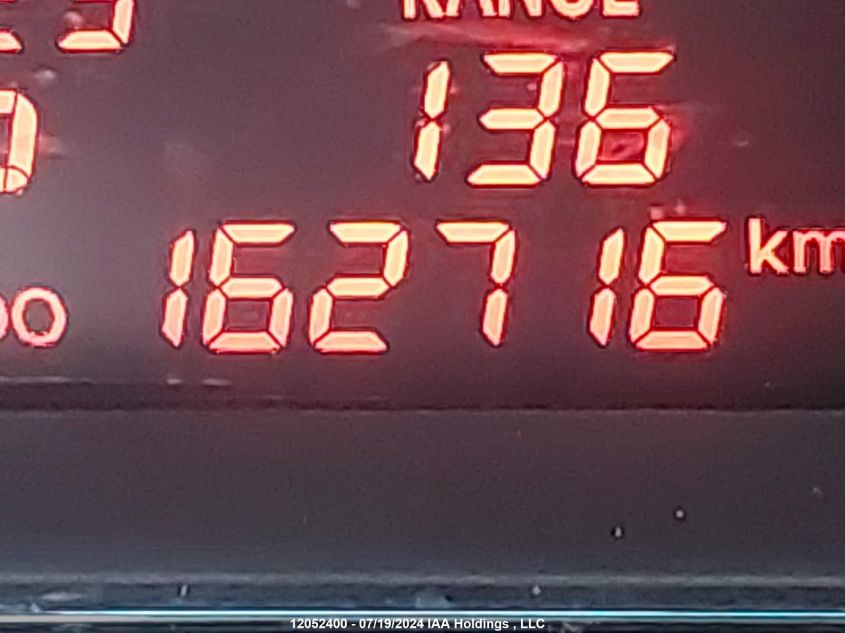 RANGE
136
162716 km
12052400 - 07/19/2024 IAA Holdings , LLC